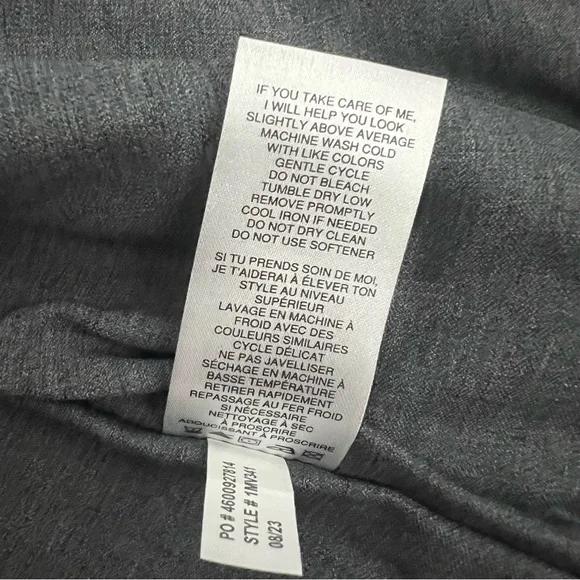 IF YOU TAKE CARE OF ME,
I WILL HELP YOU LOOK
SLIGHTLY ABOVE AVERAGE
MACHINE WASH COLD
WITH LIKE COLORS
GENTLE CYCLE
DO NOT BLEACH
TUMBLE DRY LOW
REMOVE PROMPTLY
COOL IRON IF NEEDED
DO NOT DRY CLEAN
DO NOT USE SOFTENER
SI TU PRENDS SOIN DE MOI,
JE T'AIDERAI À ÉLEVER TON
STYLE AU NIVEAU
SUPÉRIEUR
LAVAGE EN MACHINE À
FROID AVEC DES
COULEURS SIMILAIRES
CYCLE DÉLICAT
NE PAS JAVELLISER
SÉCHAGE EN MACHINE À
BASSE TEMPÉRATURE
RETIRER RAPIDEMENT
REPASSAGE AU FER FROID
SI NÉCESSAIRE
NETTOYAGE À SEC
À PROSCRIRE
ADOUCISSANT À PROSCRIRE
PO # 4600927814
STYLE # 1MV341
08/23